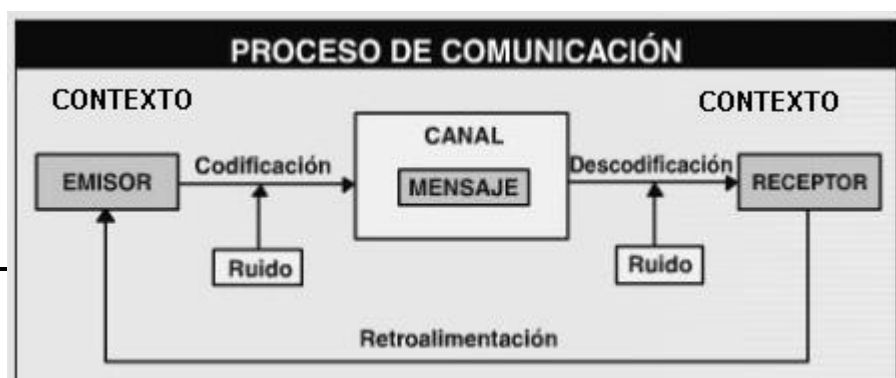 PROCESO DE COMUNICACIÓN
CONTEXTO
CONTEXTO
CANAL
Codificación
Descodificación
EMISOR
MENSAJE
RECEPTOR
Ruido
Ruido
Retroalimentación